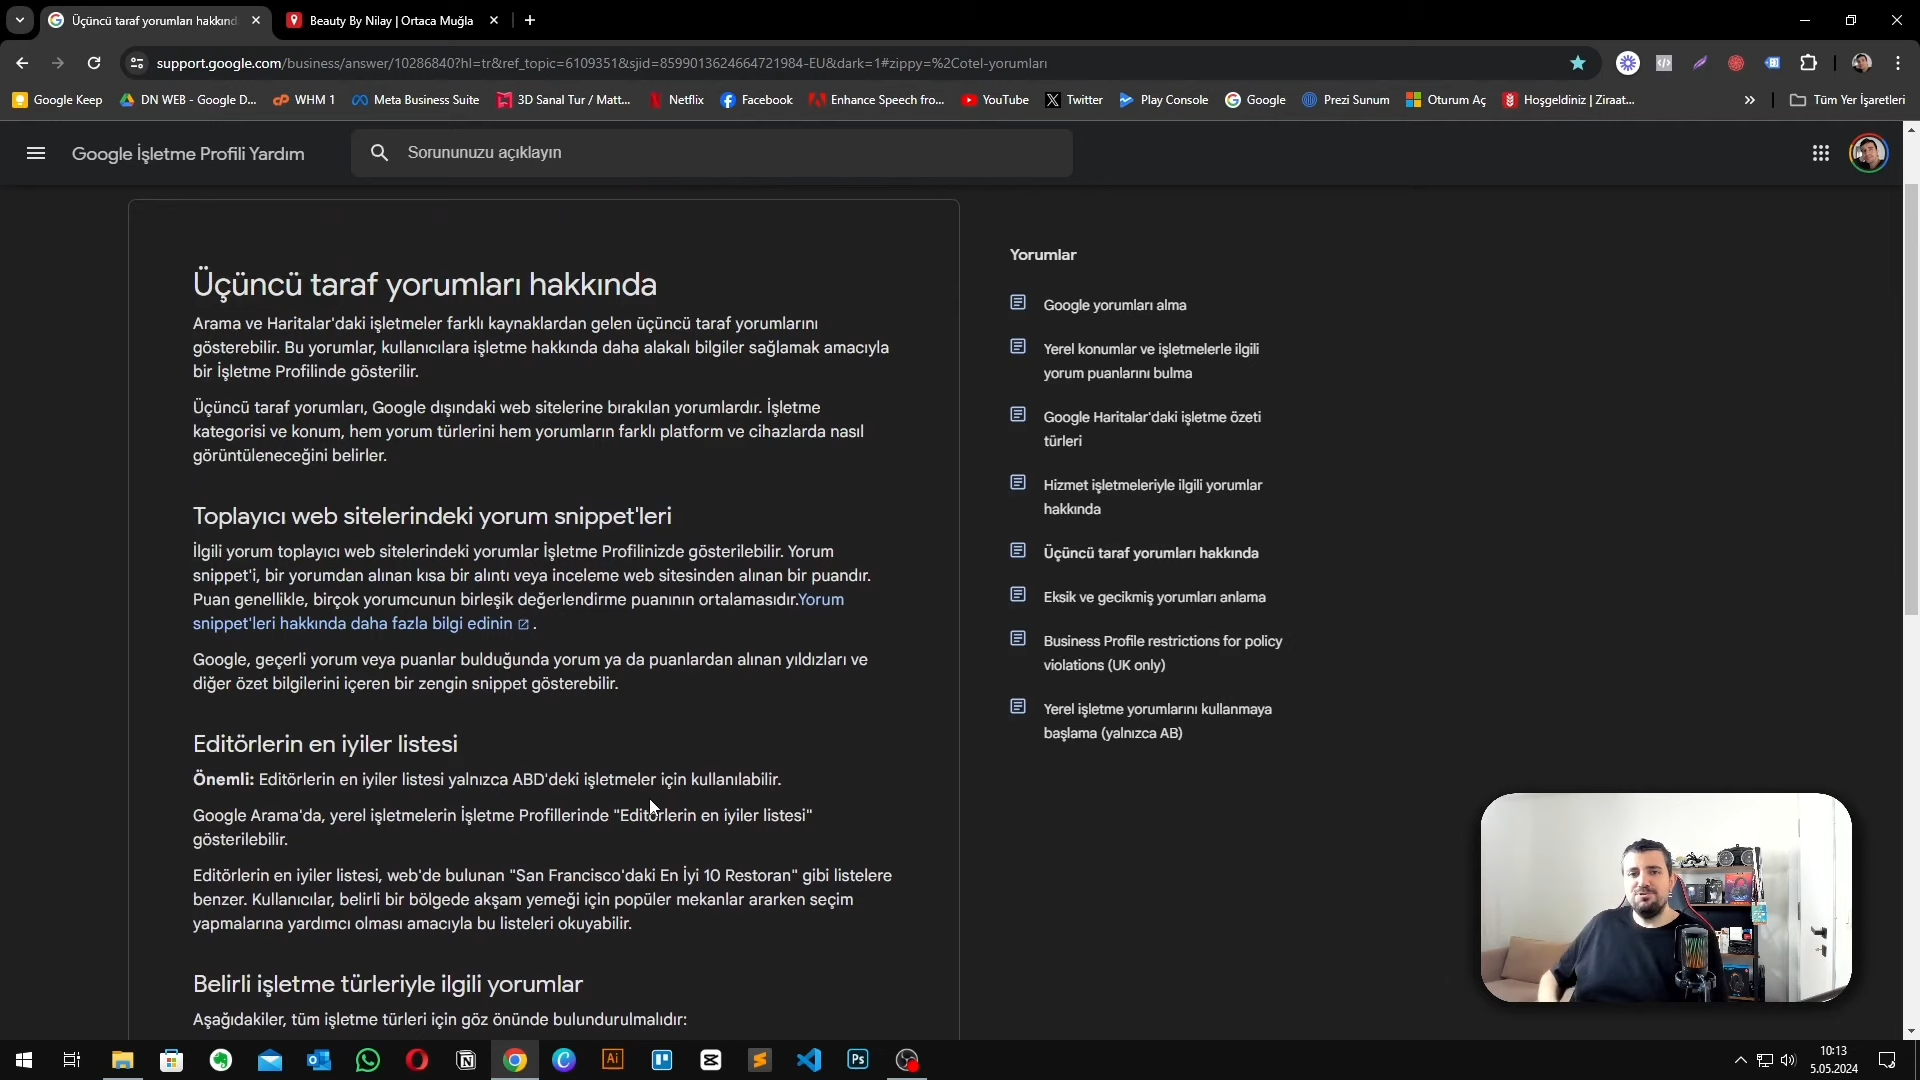 Üçüncü taraf yorumları hakkınd
Beauty By Nilay | Ortaca Muğla
support.google.com/business/answer/10286840?hl=tr&ref_topic=6109351&sjid=8599013624664721984-EU&dark=1#zippy=%2Cotel-yorumları
Google Keep
DN WEB - Google D...
WHM 1
Meta Business Suite
3D Sanal Tur / Matt...
Netflix
Facebook
Enhance Speech fro...
YouTube
Twitter
Play Console
Google
Prezi Sunum
Oturum Aç
Hoşgeldiniz | Ziraat...
Tüm Yer İşaretleri
Google İşletme Profili Yardım
Sorununuzu açıklayın
Üçüncü taraf yorumları hakkında
Arama ve Haritalar'daki işletmeler farklı kaynaklardan gelen üçüncü taraf yorumlarını
gösterebilir. Bu yorumlar, kullanıcılara işletme hakkında daha alakalı bilgiler sağlamak amacıyla
bir İşletme Profilinde gösterilir.
Üçüncü taraf yorumları, Google dışındaki web sitelerine bırakılan yorumlardır. İşletme
kategorisi ve konum, hem yorum türlerini hem yorumların farklı platform ve cihazlarda nasıl
görüntüleneceğini belirler.
Toplayıcı web sitelerindeki yorum snippet'leri
İlgili yorum toplayıcı web sitelerindeki yorumlar İşletme Profilinizde gösterilebilir. Yorum
snippet'i, bir yorumdan alınan kısa bir alıntı veya inceleme web sitesinden alınan bir puandır.
Puan genellikle, birçok yorumcunun birleşik değerlendirme puanının ortalamasıdır.Yorum
snippet'leri hakkında daha fazla bilgi edinin .
Google, geçerli yorum veya puanlar bulduğunda yorum ya da puanlardan alınan yıldızları ve
diğer özet bilgilerini içeren bir zengin snippet gösterebilir.
Editörlerin en iyiler listesi
Önemli: Editörlerin en iyiler listesi yalnızca ABD'deki işletmeler için kullanılabilir.
Google Arama'da, yerel işletmelerin İşletme Profillerinde "Editörlerin en iyiler listesi"
gösterilebilir.
Editörlerin en iyiler listesi, web'de bulunan "San Francisco'daki En İyi 10 Restoran" gibi listelere
benzer. Kullanıcılar, belirli bir bölgede akşam yemeği için popüler mekanlar ararken seçim
yapmalarına yardımcı olması amacıyla bu listeleri okuyabilir.
Belirli işletme türleriyle ilgili yorumlar
Aşağıdakiler, tüm işletme türleri için göz önünde bulundurulmalıdır:
Yorumlar
Google yorumları alma
Yerel konumlar ve işletmelerle ilgili
yorum puanlarını bulma
Google Haritalar'daki işletme özeti
türleri
Hizmet işletmeleriyle ilgili yorumlar
hakkında
Üçüncü taraf yorumları hakkında
Eksik ve gecikmiş yorumları anlama
Business Profile restrictions for policy
violations (UK only)
Yerel işletme yorumlarını kullanmaya
başlama (yalnızca AB)
Ai
Ps
10:13
5.05.2024